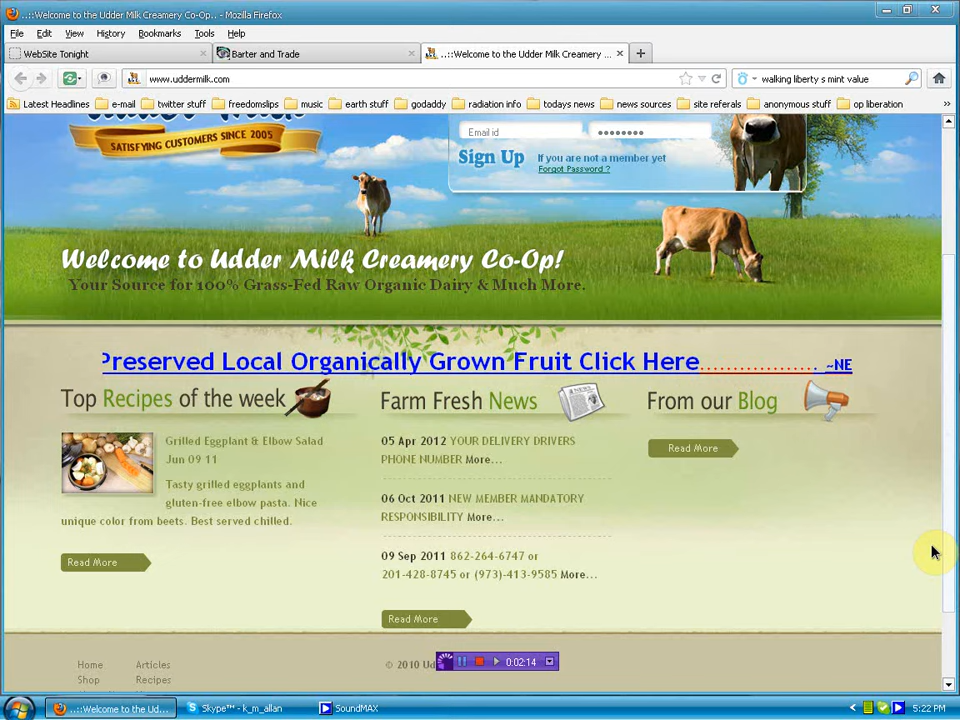 ..::Welcome to the Udder Milk Creamery Co-Op.. - Mozilla Firefox
File Edit View History Bookmarks Tools Help
WebSite Tonight
Barter and Trade
..::Welcome to the Udder Milk Creamery ...
www.uddermilk.com
walking liberty s mint value
Latest Headlines e-mail twitter stuff freedomslips music earth stuff godaddy radiation info todays news news sources site referals anonymous stuff op liberation »
SATISFYING CUSTOMERS SINCE 2005
Email id
●●●●●●●●
Sign Up
If you are not a member yet
Forgot Password ?
Welcome to Udder Milk Creamery Co-Op!
Your Source for 100% Grass-Fed Raw Organic Dairy & Much More.
Preserved Local Organically Grown Fruit Click Here.................. ~NE
Top Recipes of the week
Grilled Eggplant & Elbow Salad
Jun 09 11
Tasty grilled eggplants and
gluten-free elbow pasta. Nice
unique color from beets. Best served chilled.
Read More
Farm Fresh News
NEWS
05 Apr 2012 YOUR DELIVERY DRIVERS
PHONE NUMBER More...
06 Oct 2011 NEW MEMBER MANDATORY
RESPONSIBILITY More...
09 Sep 2011 862-264-6747 or
201-428-8745 or (973)-413-9585 More...
Read More
From our Blog
Read More
Home Articles
Shop Recipes
© 2010 Ud
0:02:14
..::Welcome to the Ud...
Skype™ - k_m_allan
SoundMAX
5:22 PM